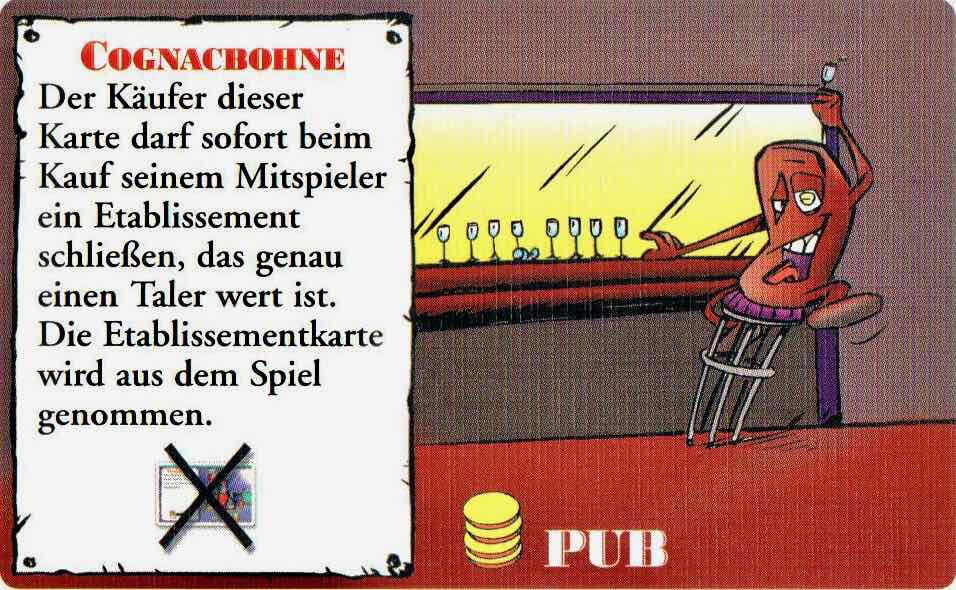 COGNACBOHNE
Der Käufer dieser
Karte darf sofort beim
Kauf seinem Mitspieler
ein Etablissement
schließen, das genau
einen Taler wert ist.
Die Etablissementkarte
wird aus dem Spiel
genommen.
PUB